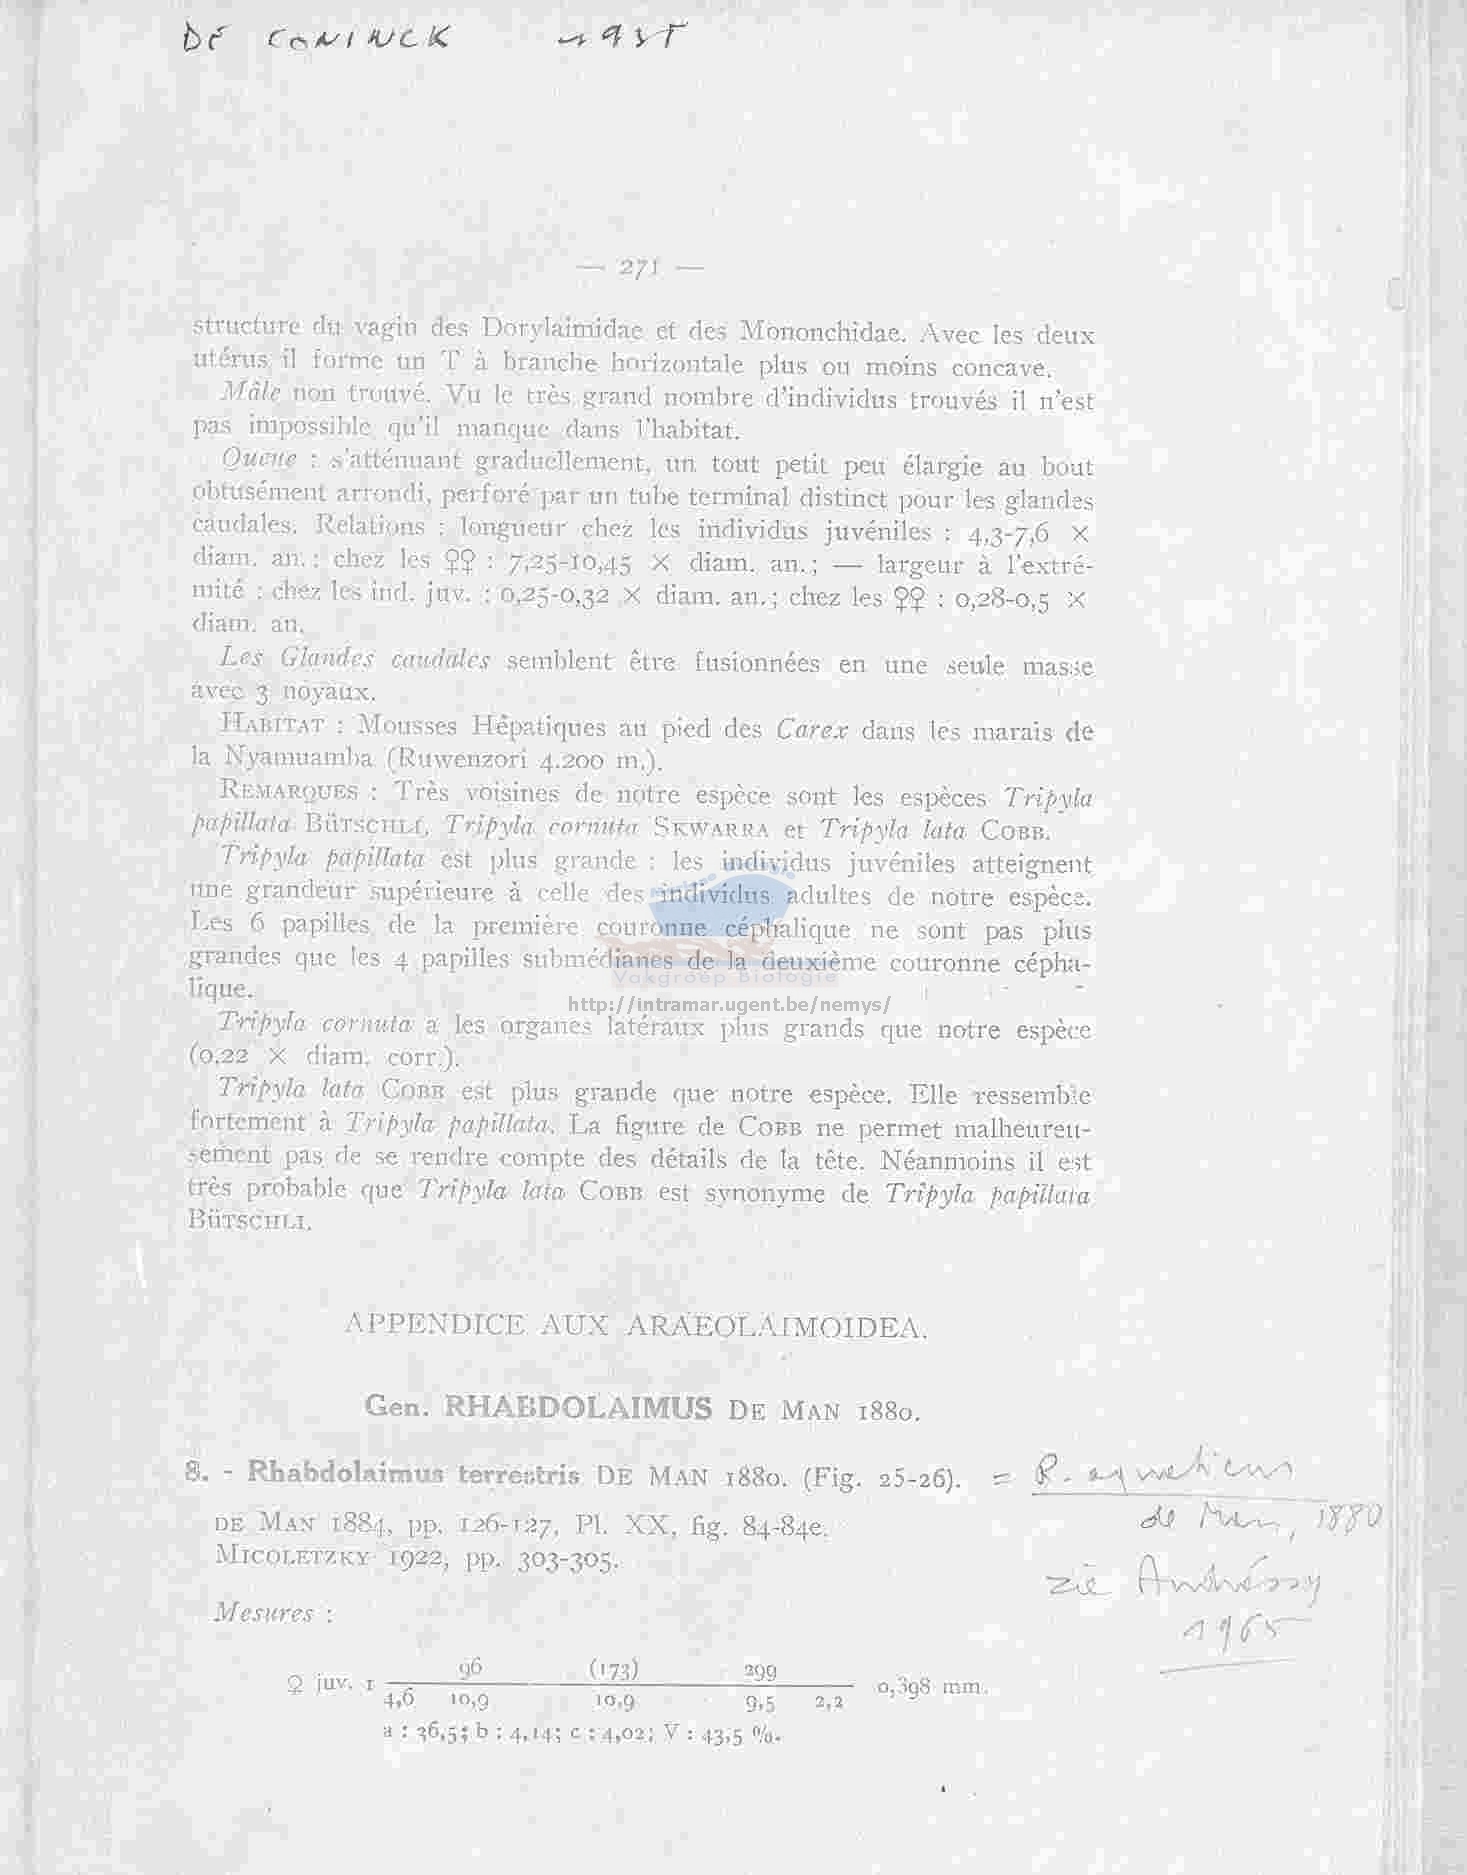 DE CONINCK 1935
— 271 —
structure du vagin des Dorylaimidae et des Mononchidae. Avec les deux
utérus il forme un T à branche horizontale plus ou moins concave.
Mâle non trouvé. Vu le très grand nombre d'individus trouvés il n'est
pas impossible qu'il manque dans l'habitat.
Queue : s'atténuant graduellement, un tout petit peu élargie au bout
obtusément arrondi, perforé par un tube terminal distinct pour les glandes
caudales. Relations : longueur chez les individus juvéniles : 4,3-7,6 ×
diam. an.; chez les ♀♀ : 7,25-10,45 × diam. an.; — largeur à l'extré-
mité : chez les ind. juv. : 0,25-0,32 × diam. an.; chez les ♀♀ : 0,28-0,5 ×
diam. an.
Les Glandes caudales semblent être fusionnées en une seule masse
avec 3 noyaux.
HABITAT : Mousses Hépatiques au pied des Carex dans les marais de
la Nyamuamba (Ruwenzori 4.200 m.).
REMARQUES : Très voisines de notre espèce sont les espèces Tripyla
papillata BÜTSCHLI, Tripyla cornuta SKWARRA et Tripyla lata COBB.
Tripyla papillata est plus grande : les individus juvéniles atteignent
une grandeur supérieure à celle des individus adultes de notre espèce.
Les 6 papilles de la première couronne céphalique ne sont pas plus
grandes que les 4 papilles submédianes de la deuxième couronne cépha-
lique.
Vakgroep Biologie
http://intramar.ugent.be/nemys/
Tripyla cornuta a les organes latéraux plus grands que notre espèce
(0,22 × diam. corr.).
Tripyla lata COBB est plus grande que notre espèce. Elle ressemble
fortement à Tripyla papillata. La figure de COBB ne permet malheureu-
sement pas de se rendre compte des détails de la tête. Néanmoins il est
très probable que Tripyla lata COBB est synonyme de Tripyla papillata
BÜTSCHLI.
APPENDICE AUX ARAEOLAIMOIDEA.
Gen. RHABDOLAIMUS DE MAN 1880.
8. - Rhabdolaimus terrestris DE MAN 1880. (Fig. 25-26). = R. aquaticus
de Man, 1880
DE MAN 1884, pp. 126-127, Pl. XX, fig. 84-84e.
MICOLETZKY 1922, pp. 303-305.
zie Andrássy
1965
Mesures :
96 (173) 299
♀ juv. 1 0,398 mm.
4,6 10,9 10,9 9,5 2,2
a : 36,5; b : 4,14; c : 4,02; V : 43,5 %.